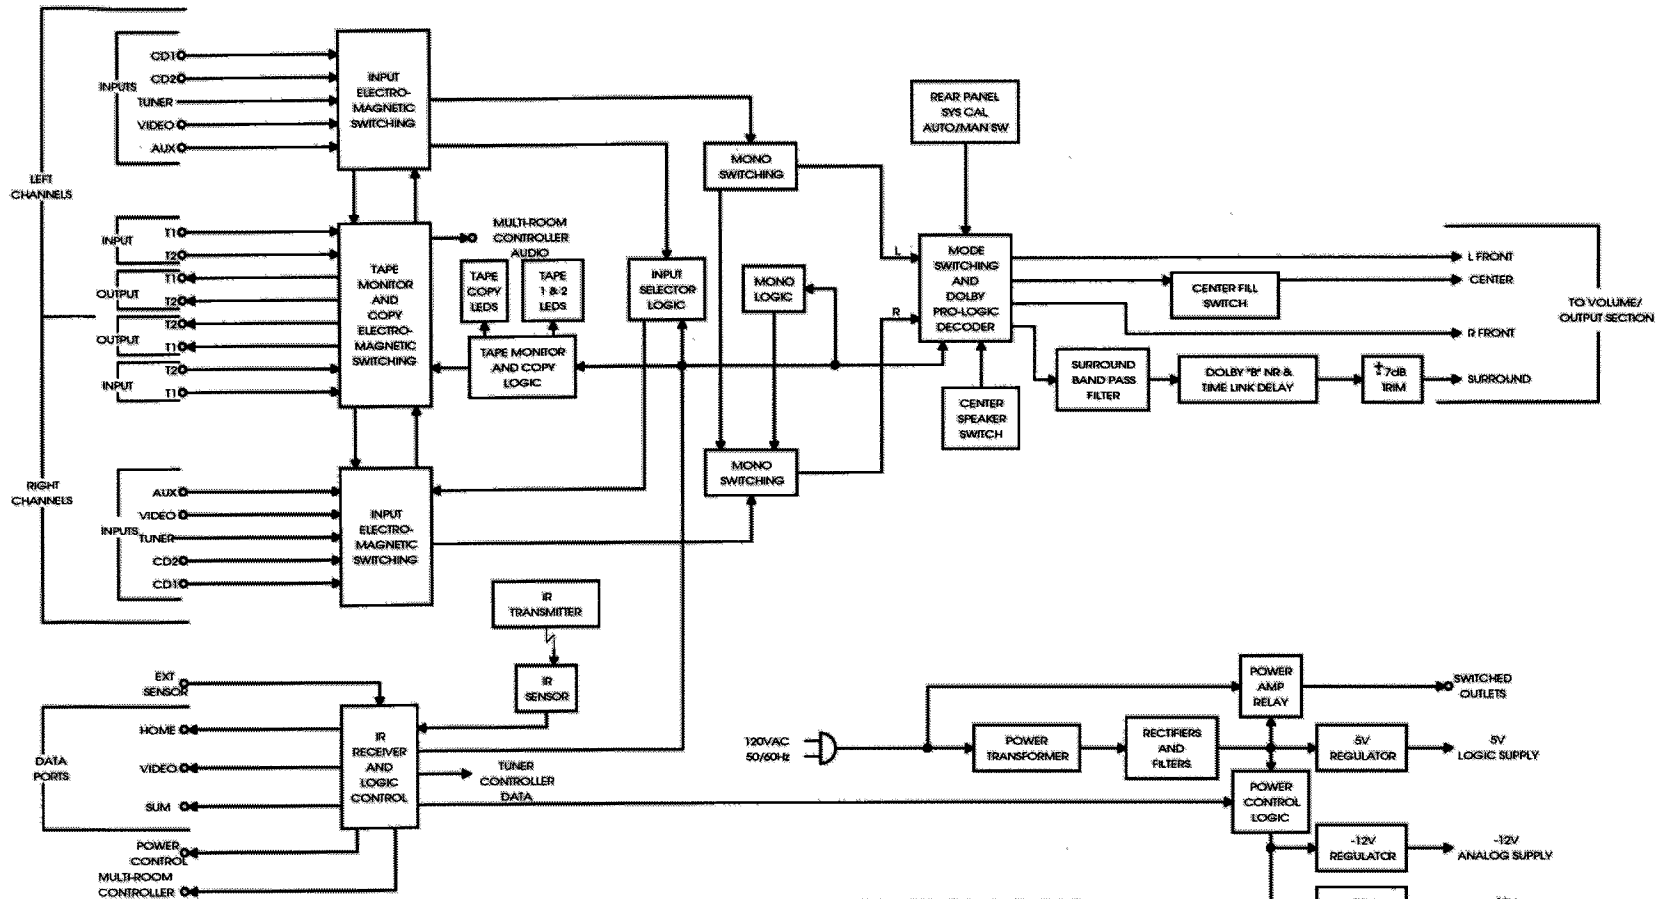 CD1
CD2
INPUTS
TUNER
VIDEO
AUX
INPUT
ELECTRO-
MAGNETIC
SWITCHING
LEFT
CHANNELS
INPUT
T1
T2
OUTPUT
T1
T2
OUTPUT
T2
T1
INPUT
T2
T1
TAPE
MONITOR
AND
COPY
ELECTRO-
MAGNETIC
SWITCHING
MULTI-ROOM
CONTROLLER
AUDIO
TAPE
COPY
LEDS
TAPE
1 & 2
LEDS
TAPE MONITOR
AND COPY
LOGIC
INPUT
SELECTOR
LOGIC
MONO
SWITCHING
MONO
LOGIC
MONO
SWITCHING
REAR PANEL
SYS CAL
AUTO/MAN SW
L
R
MODE
SWITCHING
AND
DOLBY
PRO-LOGIC
DECODER
CENTER
SPEAKER
SWITCH
CENTER FILL
SWITCH
SURROUND
BAND PASS
FILTER
DOLBY "B" NR &
TIME LINK DELAY
±7dB
TRIM
L FRONT
CENTER
R FRONT
SURROUND
TO VOLUME/
OUTPUT SECTION
RIGHT
CHANNELS
AUX
VIDEO
INPUTS
TUNER
CD2
CD1
INPUT
ELECTRO-
MAGNETIC
SWITCHING
IR
TRANSMITTER
IR
SENSOR
EXT
SENSOR
DATA
PORTS
HOME
VIDEO
SUM
POWER
CONTROL
MULTI-ROOM
CONTROLLER
IR
RECEIVER
AND
LOGIC
CONTROL
TUNER
CONTROLLER
DATA
120VAC
50/60Hz
POWER
TRANSFORMER
RECTIFIERS
AND
FILTERS
POWER
AMP
RELAY
SWITCHED
OUTLETS
5V
REGULATOR
5V
LOGIC SUPPLY
POWER
CONTROL
LOGIC
-12V
REGULATOR
-12V
ANALOG SUPPLY